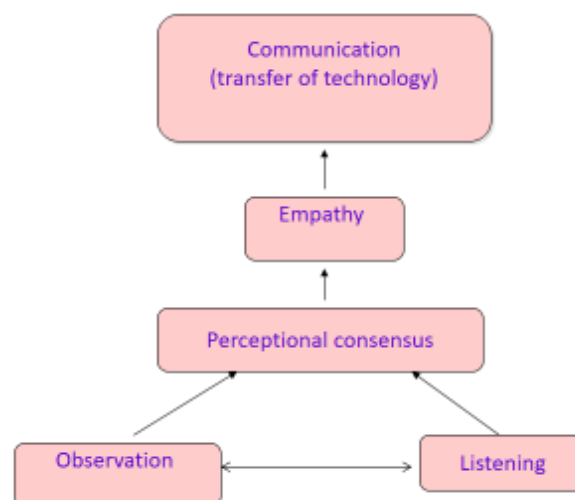 Communication
(transfer of technology)
Empathy
Perceptional consensus
Observation
Listening